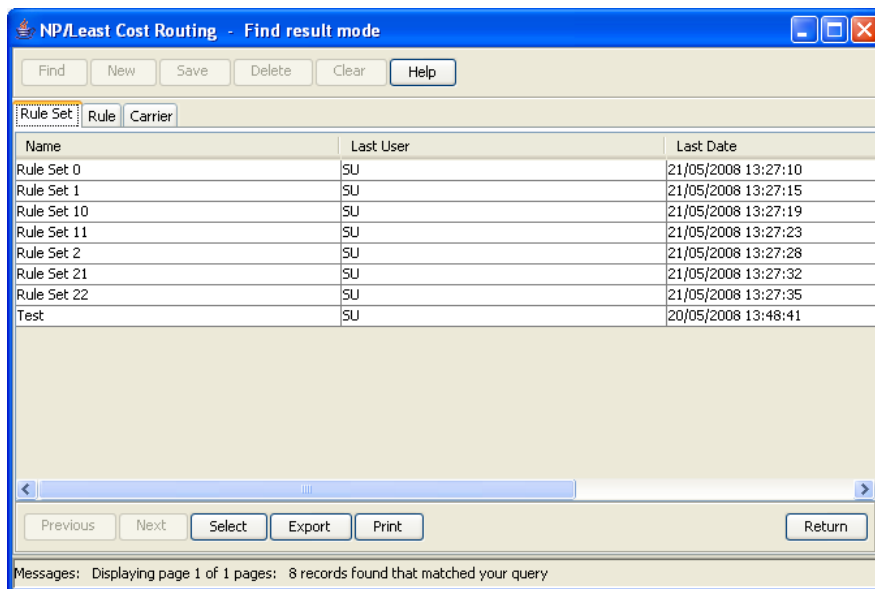 NP/Least Cost Routing - Find result mode
Find New Save Delete Clear Help
Rule Set Rule Carrier
Name Last User Last Date
Rule Set 0 SU 21/05/2008 13:27:10
Rule Set 1 SU 21/05/2008 13:27:15
Rule Set 10 SU 21/05/2008 13:27:19
Rule Set 11 SU 21/05/2008 13:27:23
Rule Set 2 SU 21/05/2008 13:27:28
Rule Set 21 SU 21/05/2008 13:27:32
Rule Set 22 SU 21/05/2008 13:27:35
Test SU 20/05/2008 13:48:41
Previous Next Select Export Print Return
Messages: Displaying page 1 of 1 pages: 8 records found that matched your query